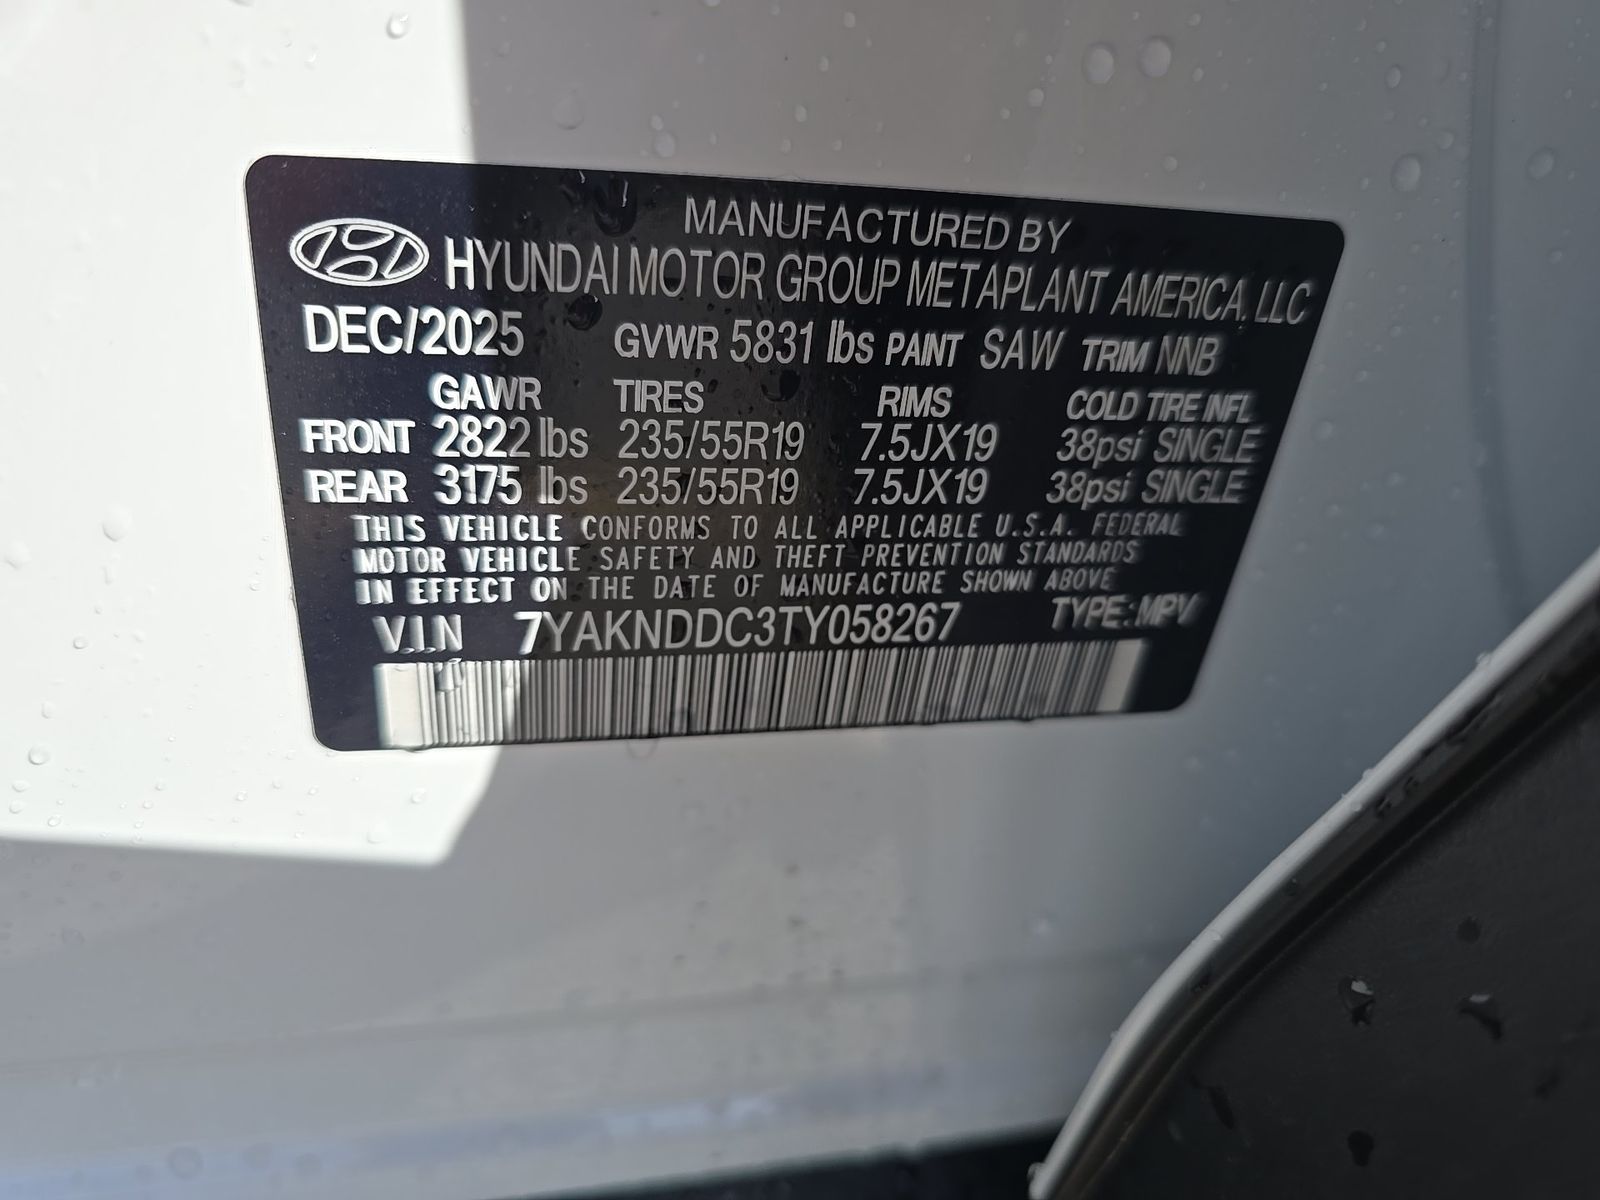 MANUFACTURED BY
HYUNDAI MOTOR GROUP METAPLANT AMERICA, LLC
DEC/2025 GVWR 5831 lbs PAINT SAW TRIM NNB
GAWR TIRES RIMS COLD TIRE INFL
FRONT 2822 lbs 235/55R19 7.5JX19 38psi SINGLE
REAR 3175 lbs 235/55R19 7.5JX19 38psi SINGLE
THIS VEHICLE CONFORMS TO ALL APPLICABLE U.S.A. FEDERAL
MOTOR VEHICLE SAFETY AND THEFT PREVENTION STANDARDS
IN EFFECT ON THE DATE OF MANUFACTURE SHOWN ABOVE
V.I.N 7YAKNDDC3TY058267 TYPE:MPV